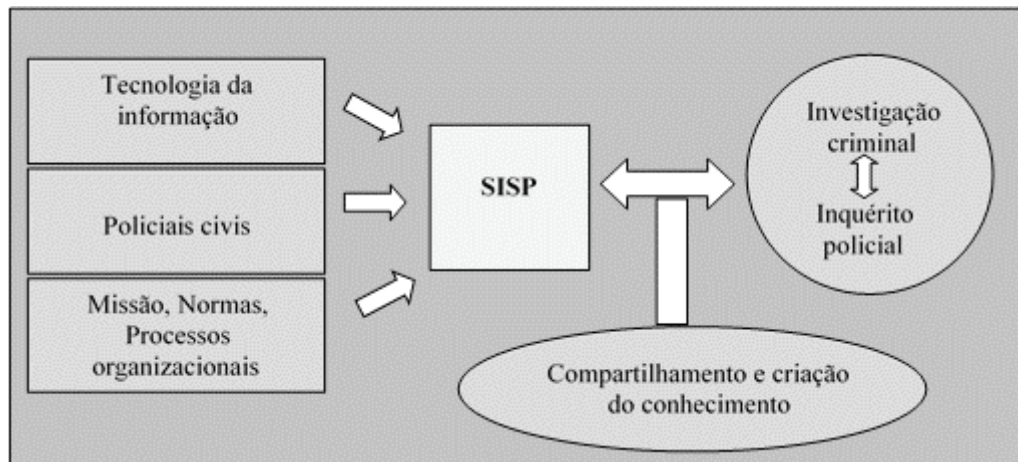 Tecnologia da
informação
Policiais civis
Missão, Normas,
Processos
organizacionais
SISP
Investigação
criminal
Inquérito
policial
Compartilhamento e criação
do conhecimento